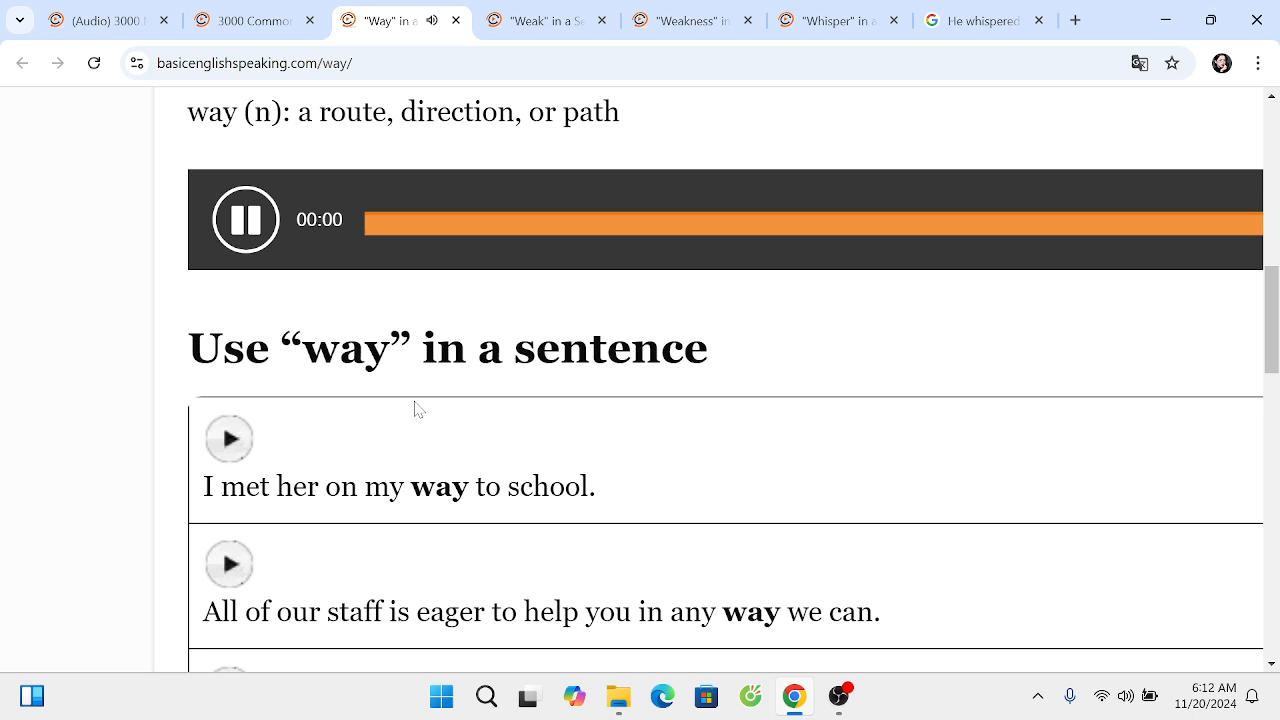 (Audio) 3000
3000 Common
"Way" in a
"Weak" in a Se
"Weakness" in
"Whisper" in a
He whispered
basicenglishspeaking.com/way/
way (n): a route, direction, or path
00:00
Use “way” in a sentence
I met her on my way to school.
All of our staff is eager to help you in any way we can.
6:12 AM
11/20/2024